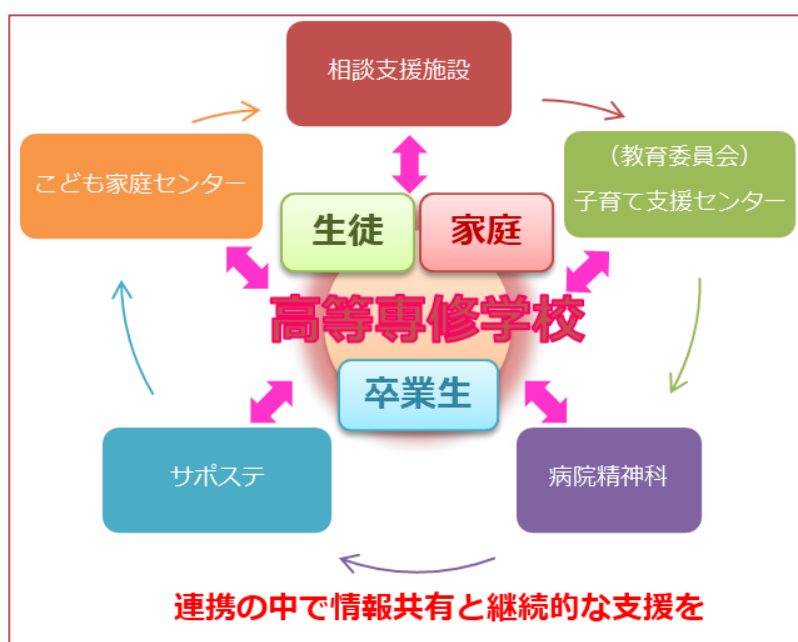 相談支援施設
こども家庭センター
（教育委員会）
子育て支援センター
生徒
家庭
高等専修学校
卒業生
サポステ
病院精神科
連携の中で情報共有と継続的な支援を